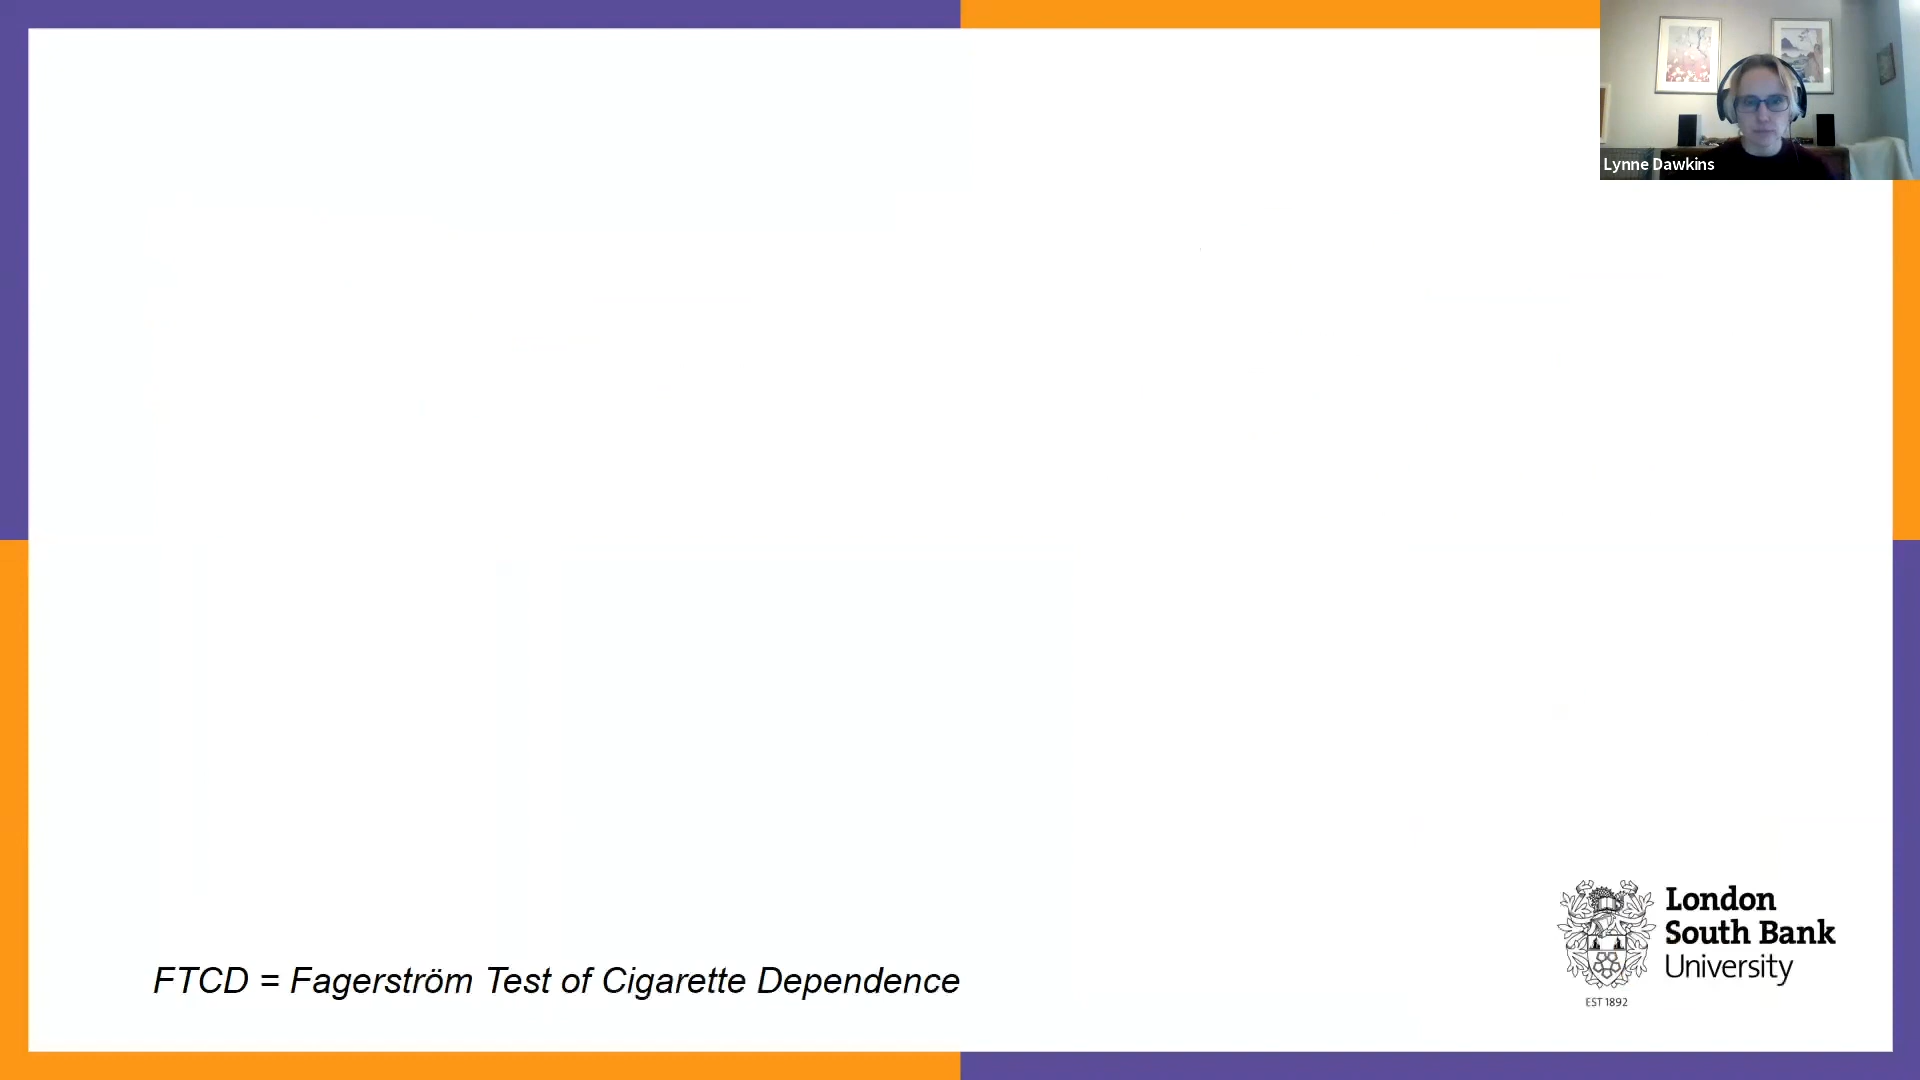 Lynne Dawkins
London
South Bank
University
EST 1892
FTCD = Fagerström Test of Cigarette Dependence